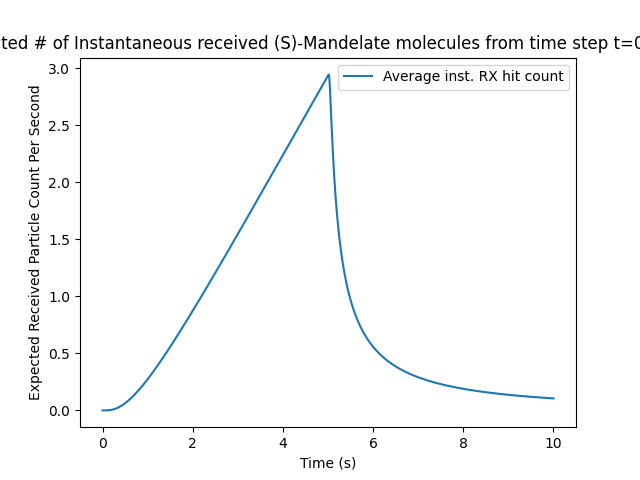 ted # of Instantaneous received (S)-Mandelate molecules from time step t=0
Average inst. RX hit count
Expected Received Particle Count Per Second
3.0
2.5
2.0
1.5
1.0
0.5
0.0
0 2 4 6 8 10
Time (s)